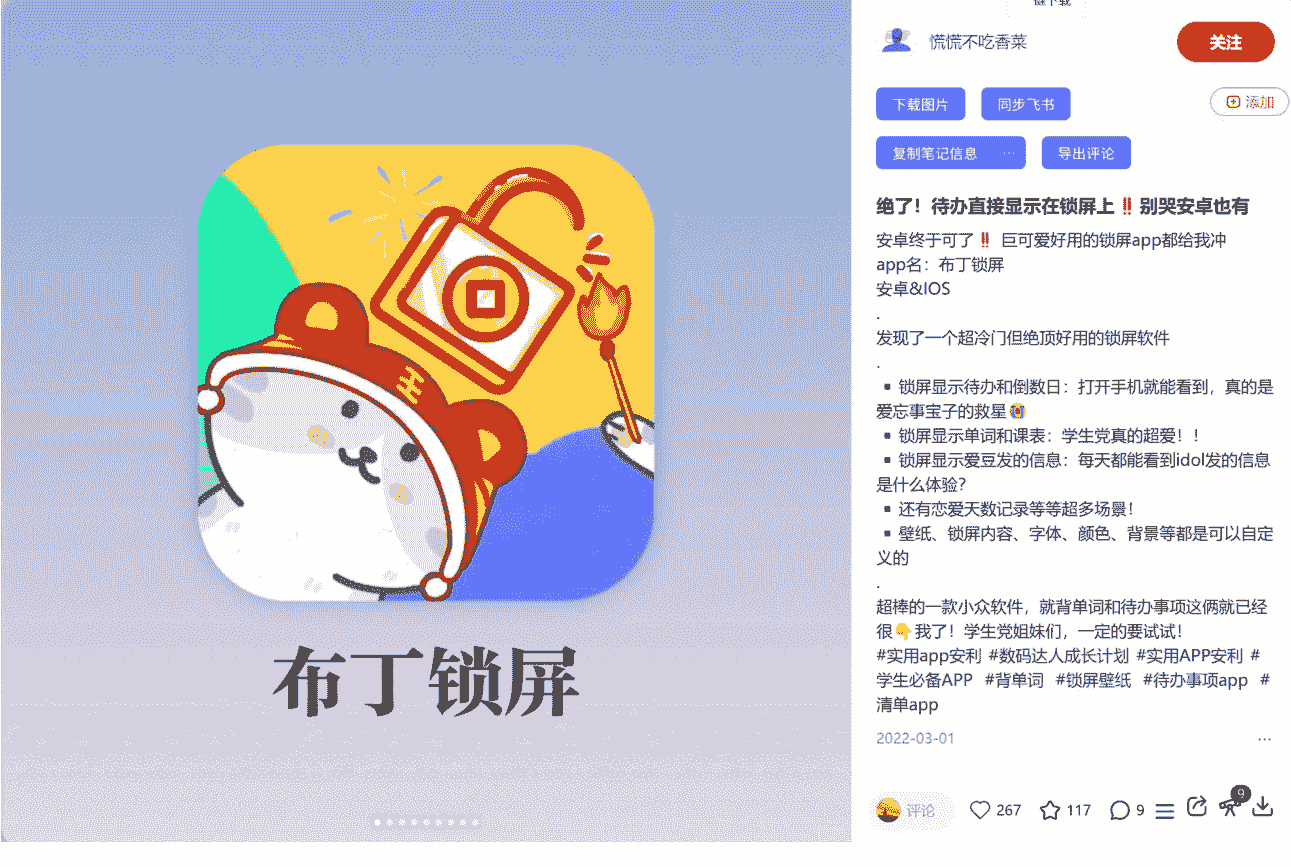 王
布丁锁屏
键下载
慌慌不吃香菜
关注
下载图片
同步飞书
添加
复制笔记信息 ···
导出评论
绝了！待办直接显示在锁屏上‼️别哭安卓也有
安卓终于可了‼️ 巨可爱好用的锁屏app都给我冲
app名：布丁锁屏
安卓&IOS
.
发现了一个超冷门但绝顶好用的锁屏软件
.
▪️锁屏显示待办和倒数日：打开手机就能看到，真的是
爱忘事宝子的救星😭
▪️锁屏显示单词和课表：学生党真的超爱！！
▪️锁屏显示爱豆发的信息：每天都能看到idol发的信息
是什么体验？
▪️还有恋爱天数记录等等超多场景！
▪️壁纸、锁屏内容、字体、颜色、背景等都是可以自定
义的
.
超棒的一款小众软件，就背单词和待办事项这俩就已经
很👇我了！学生党姐妹们，一定的要试试！
#实用app安利 #数码达人成长计划 #实用APP安利 #
学生必备APP #背单词 #锁屏壁纸 #待办事项app #
清单app
2022-03-01
···
评论
267
117
9
9